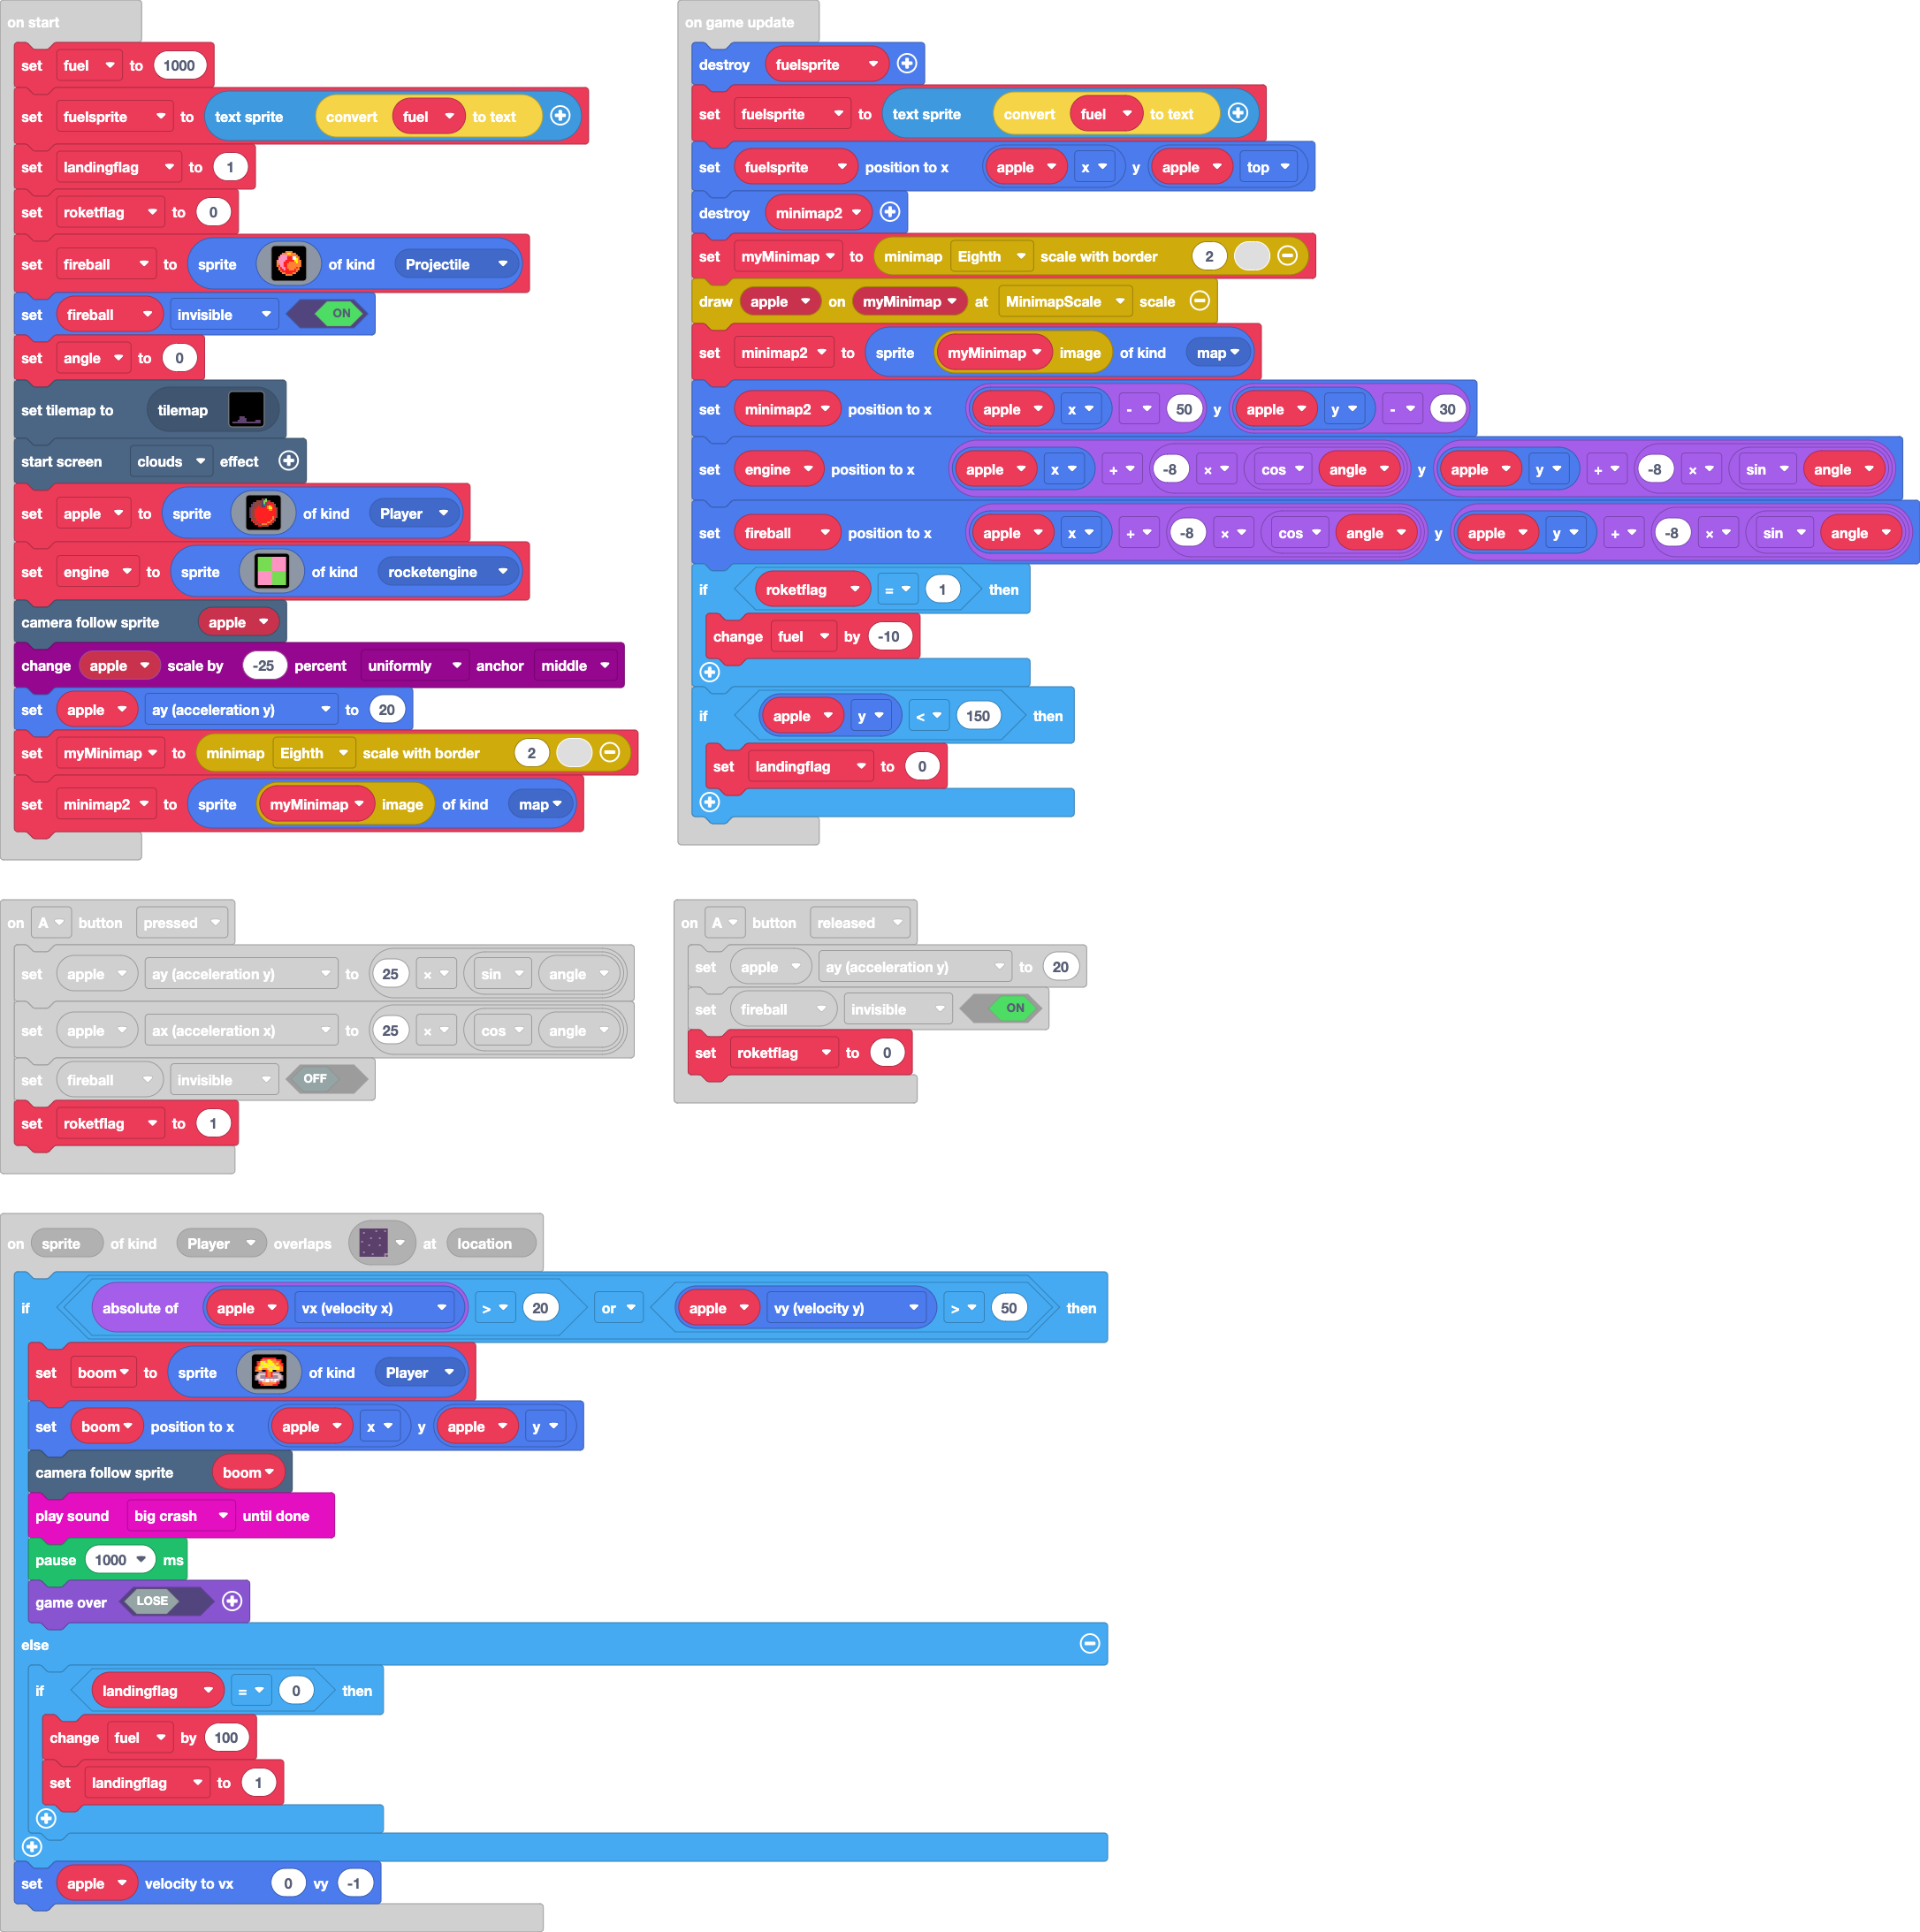 on start
set fuel to 1000
set fuelsprite to text sprite convert fuel to text
set landingflag to 1
set roketflag to 0
set fireball to sprite of kind Projectile
set fireball invisible ON
set angle to 0
set tilemap to tilemap
start screen clouds effect
set apple to sprite of kind Player
set engine to sprite of kind rocketengine
camera follow sprite apple
change apple scale by -25 percent uniformly anchor middle
set apple ay (acceleration y) to 20
set myMinimap to minimap Eighth scale with border 2
set minimap2 to sprite myMinimap image of kind map
on game update
destroy fuelsprite
set fuelsprite to text sprite convert fuel to text
set fuelsprite position to x apple x y apple top
destroy minimap2
set myMinimap to minimap Eighth scale with border 2
draw apple on myMinimap at MinimapScale scale
set minimap2 to sprite myMinimap image of kind map
set minimap2 position to x apple x - 50 y apple y - 30
set engine position to x apple x + -8 × cos angle y apple y + -8 × sin angle
set fireball position to x apple x + -8 × cos angle y apple y + -8 × sin angle
if roketflag = 1 then
change fuel by -10
if apple y < 150 then
set landingflag to 0
on A button pressed
set apple ay (acceleration y) to 25 × sin angle
set apple ax (acceleration x) to 25 × cos angle
set fireball invisible OFF
set roketflag to 1
on A button released
set apple ay (acceleration y) to 20
set fireball invisible ON
set roketflag to 0
on sprite of kind Player overlaps at location
if absolute of apple vx (velocity x) > 20 or apple vy (velocity y) > 50 then
set boom to sprite of kind Player
set boom position to x apple x y apple y
camera follow sprite boom
play sound big crash until done
pause 1000 ms
game over LOSE
else
if landingflag = 0 then
change fuel by 100
set landingflag to 1
set apple velocity to vx 0 vy -1